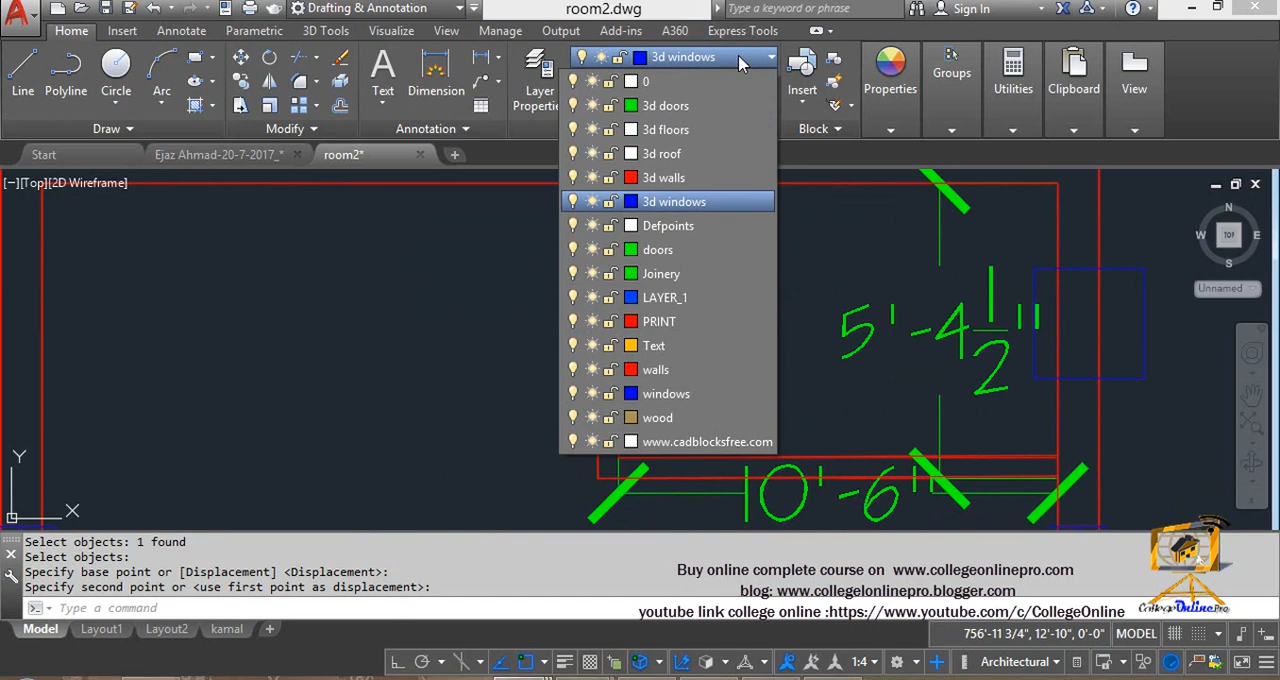 room2.dwg
Drafting & Annotation
Type a keyword or phrase
Sign In
Home Insert Annotate Parametric 3D Tools Visualize View Manage Output Add-ins A360 Express Tools
Line Polyline Circle Arc
Text Dimension
Layer
Properties
3d windows
Insert
Properties
Groups
Utilities
Clipboard
View
Draw Modify Annotation Block
Start Ejaz Ahmad-20-7-2017_* room2*
0
3d doors
3d floors
3d roof
3d walls
3d windows
Defpoints
doors
Joinery
LAYER_1
PRINT
Text
walls
windows
wood
www.cadblocksfree.com
[−][Top][2D Wireframe]
N
W TOP E
S
Unnamed
5'-4 1/2"
10'-6"
Y
X
Select objects: 1 found
Select objects:
Specify base point or [Displacement] <Displacement>:
Specify second point or <use first point as displacement>:
Type a command
Buy online complete course on www.collegeonlinepro.com
blog: www.collegelonlinepro.blogger.com
youtube link college online :https://www.youtube.com/c/CollegeOnline
CollegeOnlinePro
Model Layout1 Layout2 kamal
756'-11 3/4", 12'-10", 0'-0" MODEL
1:4 Architectural